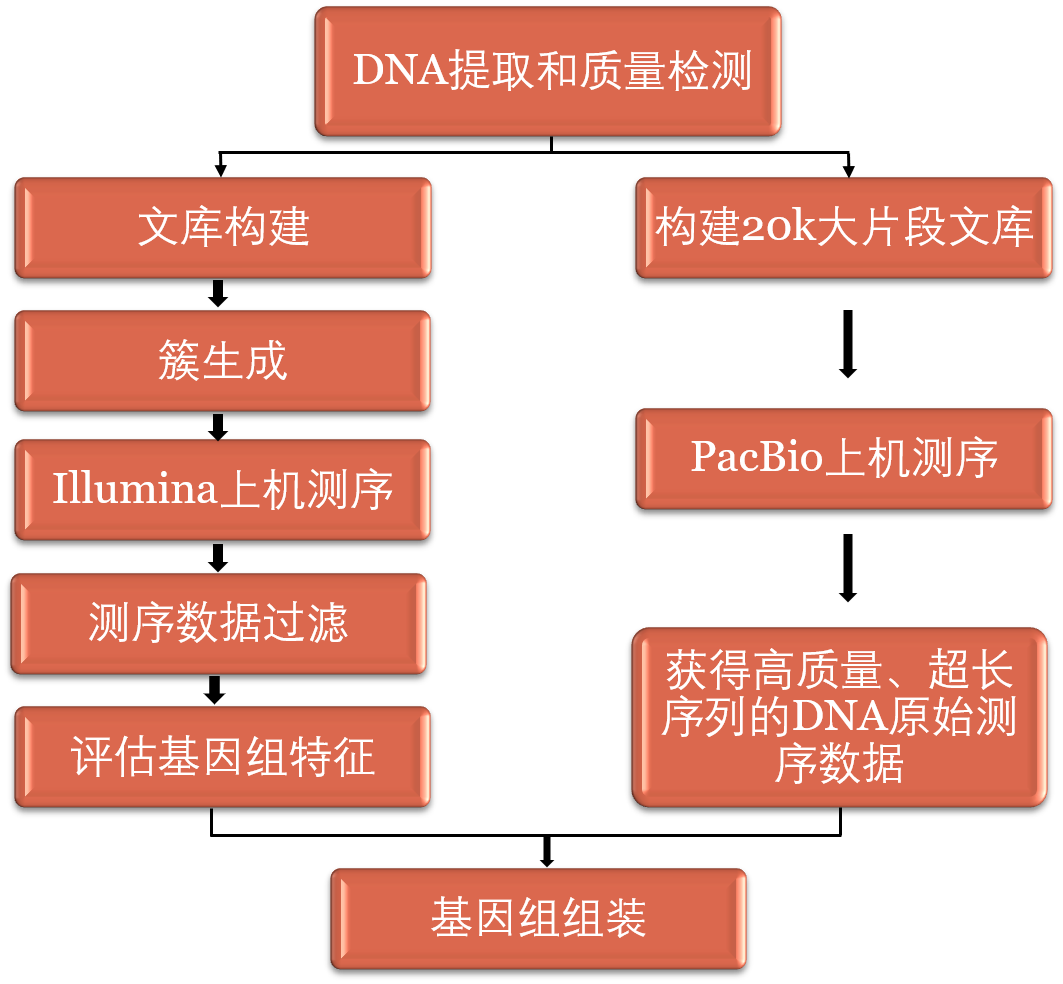 DNA提取和质量检测
文库构建
簇生成
Illumina上机测序
测序数据过滤
评估基因组特征
构建20k大片段文库
PacBio上机测序
获得高质量、超长
序列的DNA原始测
序数据
基因组组装